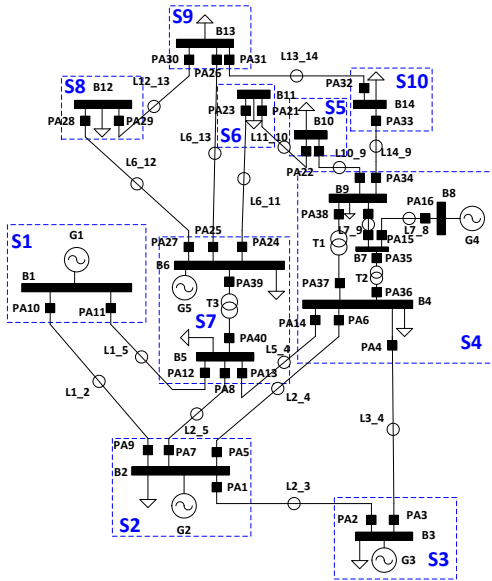 S9
B13
PA30
PA26
PA31
L13_14
S8
B12
L12_13
PA28
PA29
S6
B11
PA23
PA21
L11_10
S5
B10
PA22
L10_9
PA32
S10
B14
PA33
L14_9
L6_13
L6_12
L6_11
PA34
B9
PA38
PA16
B8
L7_9
PA15
L7_8
G4
T1
B7
PA35
T2
PA37
PA36
B4
PA14
PA6
PA4
S4
S1
G1
B1
PA10
PA11
PA27
PA25
PA24
B6
PA39
G5
T3
S7
PA40
B5
L5_4
PA12
PA8
PA13
L1_5
L1_2
L2_5
L2_4
L3_4
PA9
PA7
PA5
B2
PA1
S2
G2
L2_3
PA2
PA3
B3
G3
S3